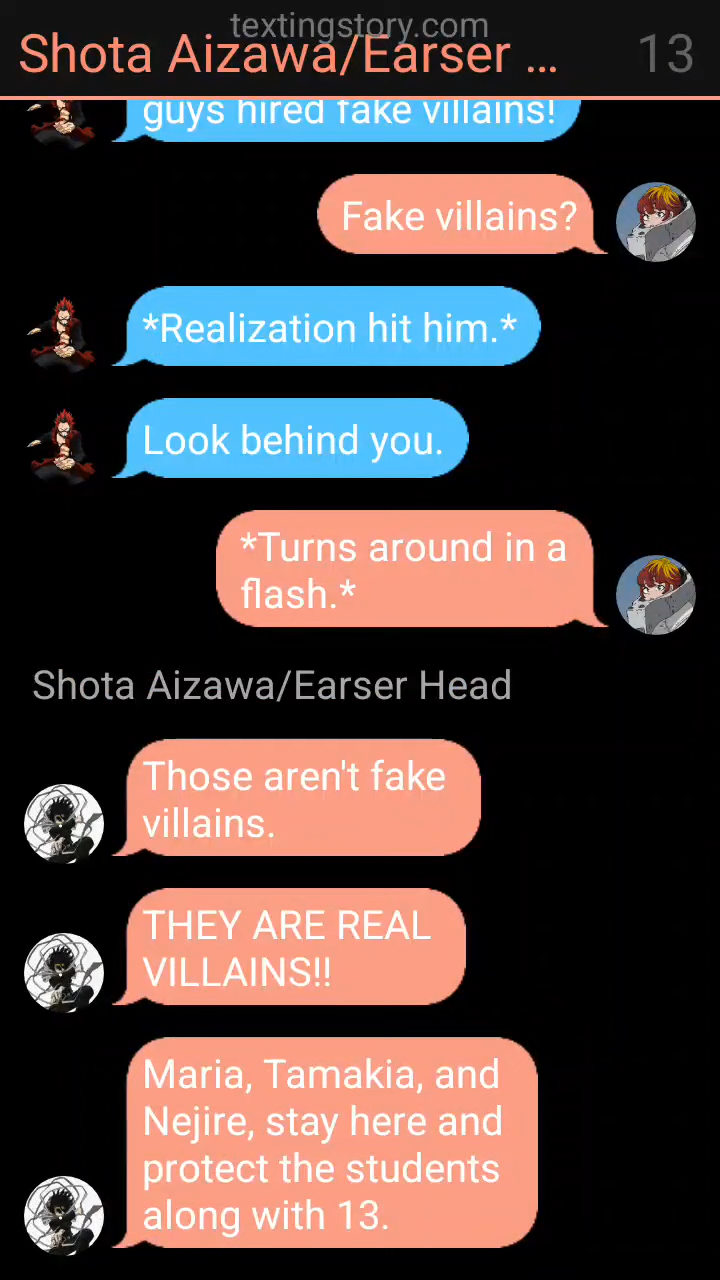 textingstory.com
Shota Aizawa/Earser ...
13
guys hired fake villains!
Fake villains?
*Realization hit him.*
Look behind you.
*Turns around in a
flash.*
Shota Aizawa/Earser Head
Those aren't fake
villains.
THEY ARE REAL
VILLAINS!!
Maria, Tamakia, and
Nejire, stay here and
protect the students
along with 13.